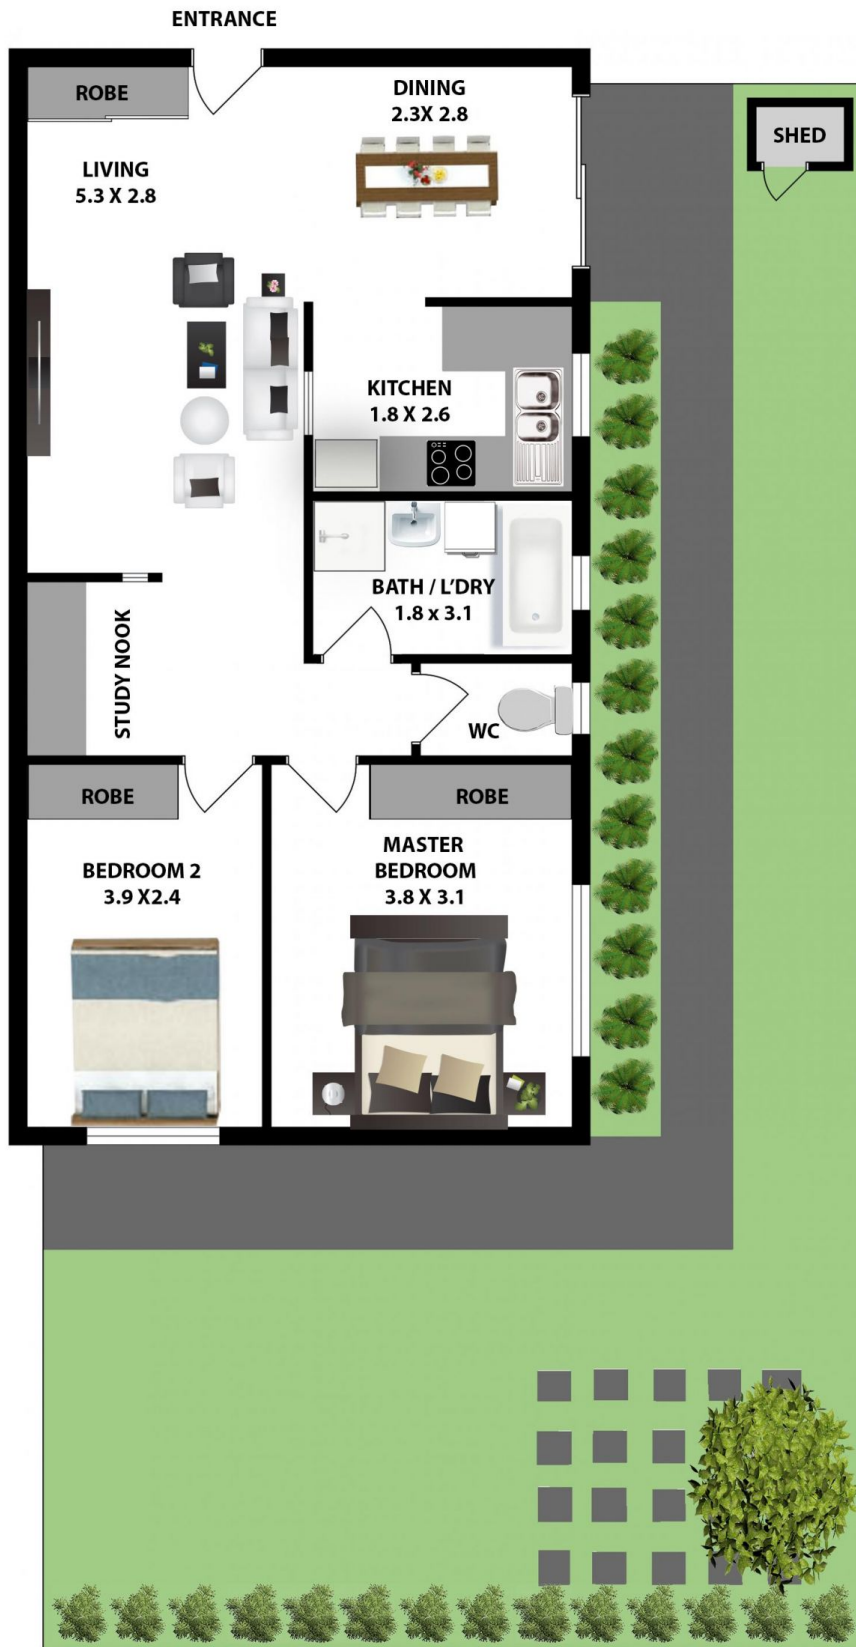 ENTRANCE
ROBE
DINING
2.3X 2.8
SHED
LIVING
5.3 X 2.8
KITCHEN
1.8 X 2.6
BATH / L'DRY
1.8 x 3.1
STUDY NOOK
WC
ROBE
ROBE
BEDROOM 2
3.9 X2.4
MASTER
BEDROOM
3.8 X 3.1